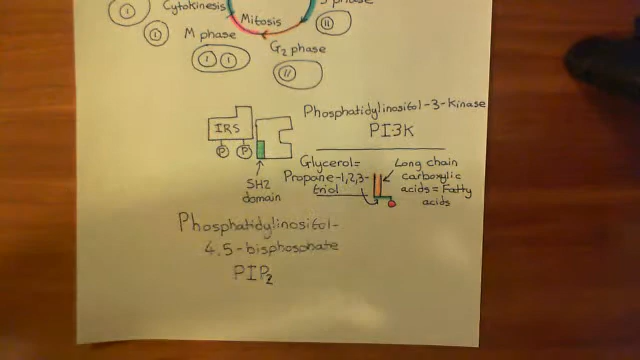 S phase
Cytokinesis
Mitosis
M phase
G2 phase
Phosphatidylinositol-3-kinase
PI3K
IRS
P P
SH2
domain
Glycerol=
Propane-1,2,3-
triol
Long chain
carboxylic
acids = Fatty
acids
Phosphatidylinositol-
4,5-bisphosphate
PIP2